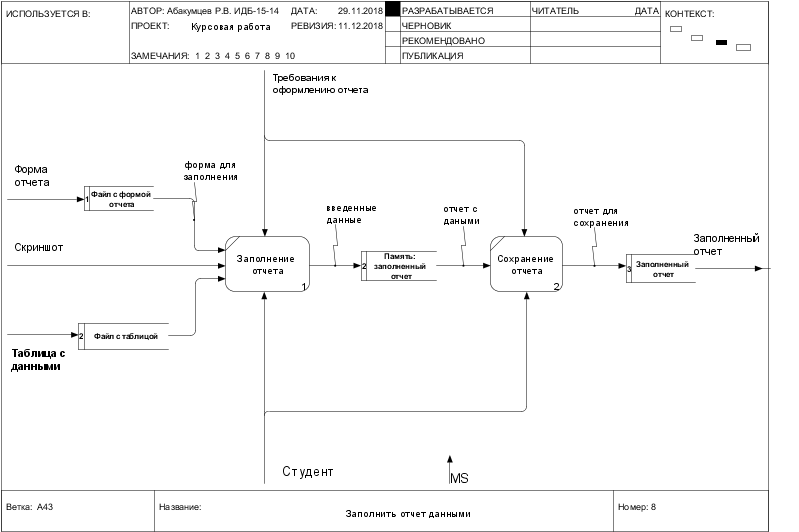 ИСПОЛЬЗУЕТСЯ В:
АВТОР: Абакумцев Р.В. ИДБ-15-14
ДАТА: 29.11.2018
РАЗРАБАТЫВАЕТСЯ
ЧИТАТЕЛЬ
ДАТА
КОНТЕКСТ:
ПРОЕКТ: Курсовая работа
РЕВИЗИЯ: 11.12.2018
ЧЕРНОВИК
РЕКОМЕНДОВАНО
ЗАМЕЧАНИЯ: 1 2 3 4 5 6 7 8 9 10
ПУБЛИКАЦИЯ
Требования к
оформлению отчета
Форма
отчета
форма для
заполнения
1
Файл с формой
отчета
введенные
данные
отчет с
даными
отчет для
сохранения
Скриншот
Заполнение
отчета
1
2
Память:
заполненный
отчет
Сохранение
отчета
2
3
Заполненный
отчет
Заполненный
отчет
2
Файл с таблицой
Таблица с
данными
Студент
MS
Ветка: A43
Название:
Заполнить отчет данными
Номер: 8